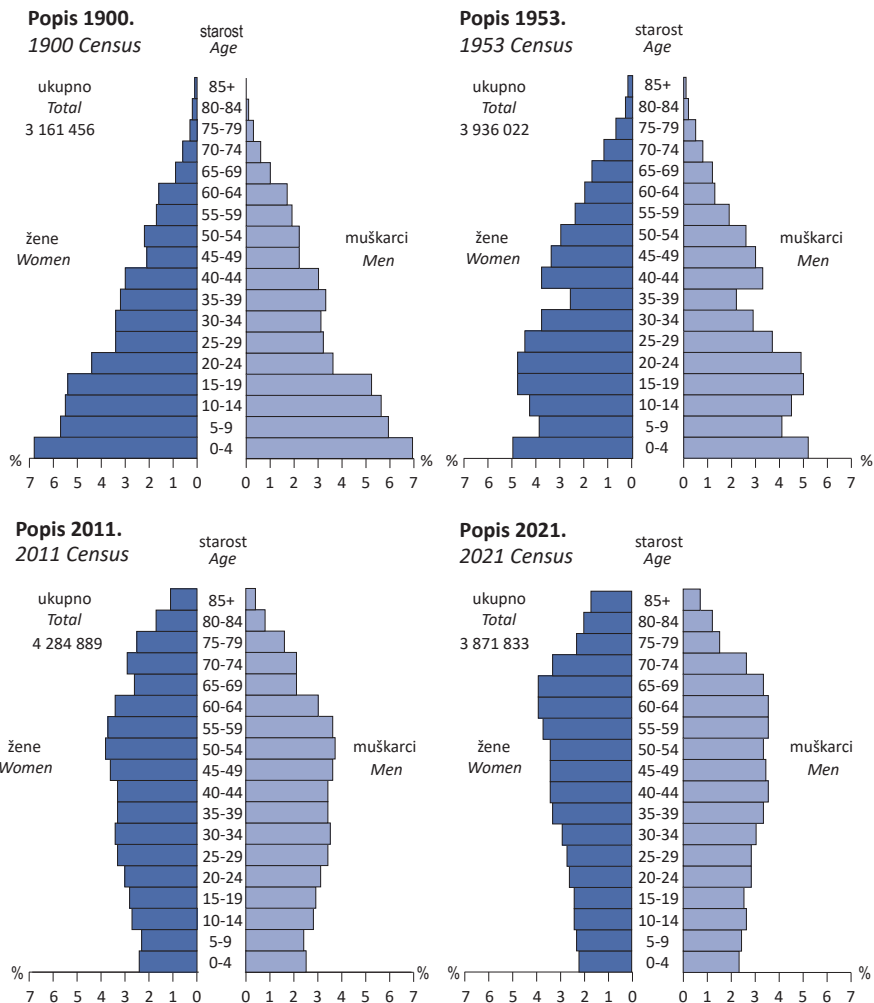 Popis 1900.
1900 Census
starost
Age
ukupno
Total
3 161 456
žene
Women
muškarci
Men
85+
80-84
75-79
70-74
65-69
60-64
55-59
50-54
45-49
40-44
35-39
30-34
25-29
20-24
15-19
10-14
5-9
0-4
% %
7 6 5 4 3 2 1 0 0 1 2 3 4 5 6 7
Popis 1953.
1953 Census
starost
Age
ukupno
Total
3 936 022
žene
Women
muškarci
Men
85+
80-84
75-79
70-74
65-69
60-64
55-59
50-54
45-49
40-44
35-39
30-34
25-29
20-24
15-19
10-14
5-9
0-4
% %
7 6 5 4 3 2 1 0 0 1 2 3 4 5 6 7
Popis 2011.
2011 Census
starost
Age
ukupno
Total
4 284 889
žene
Women
muškarci
Men
85+
80-84
75-79
70-74
65-69
60-64
55-59
50-54
45-49
40-44
35-39
30-34
25-29
20-24
15-19
10-14
5-9
0-4
% %
7 6 5 4 3 2 1 0 0 1 2 3 4 5 6 7
Popis 2021.
2021 Census
starost
Age
ukupno
Total
3 871 833
žene
Women
muškarci
Men
85+
80-84
75-79
70-74
65-69
60-64
55-59
50-54
45-49
40-44
35-39
30-34
25-29
20-24
15-19
10-14
5-9
0-4
% %
7 6 5 4 3 2 1 0 0 1 2 3 4 5 6 7